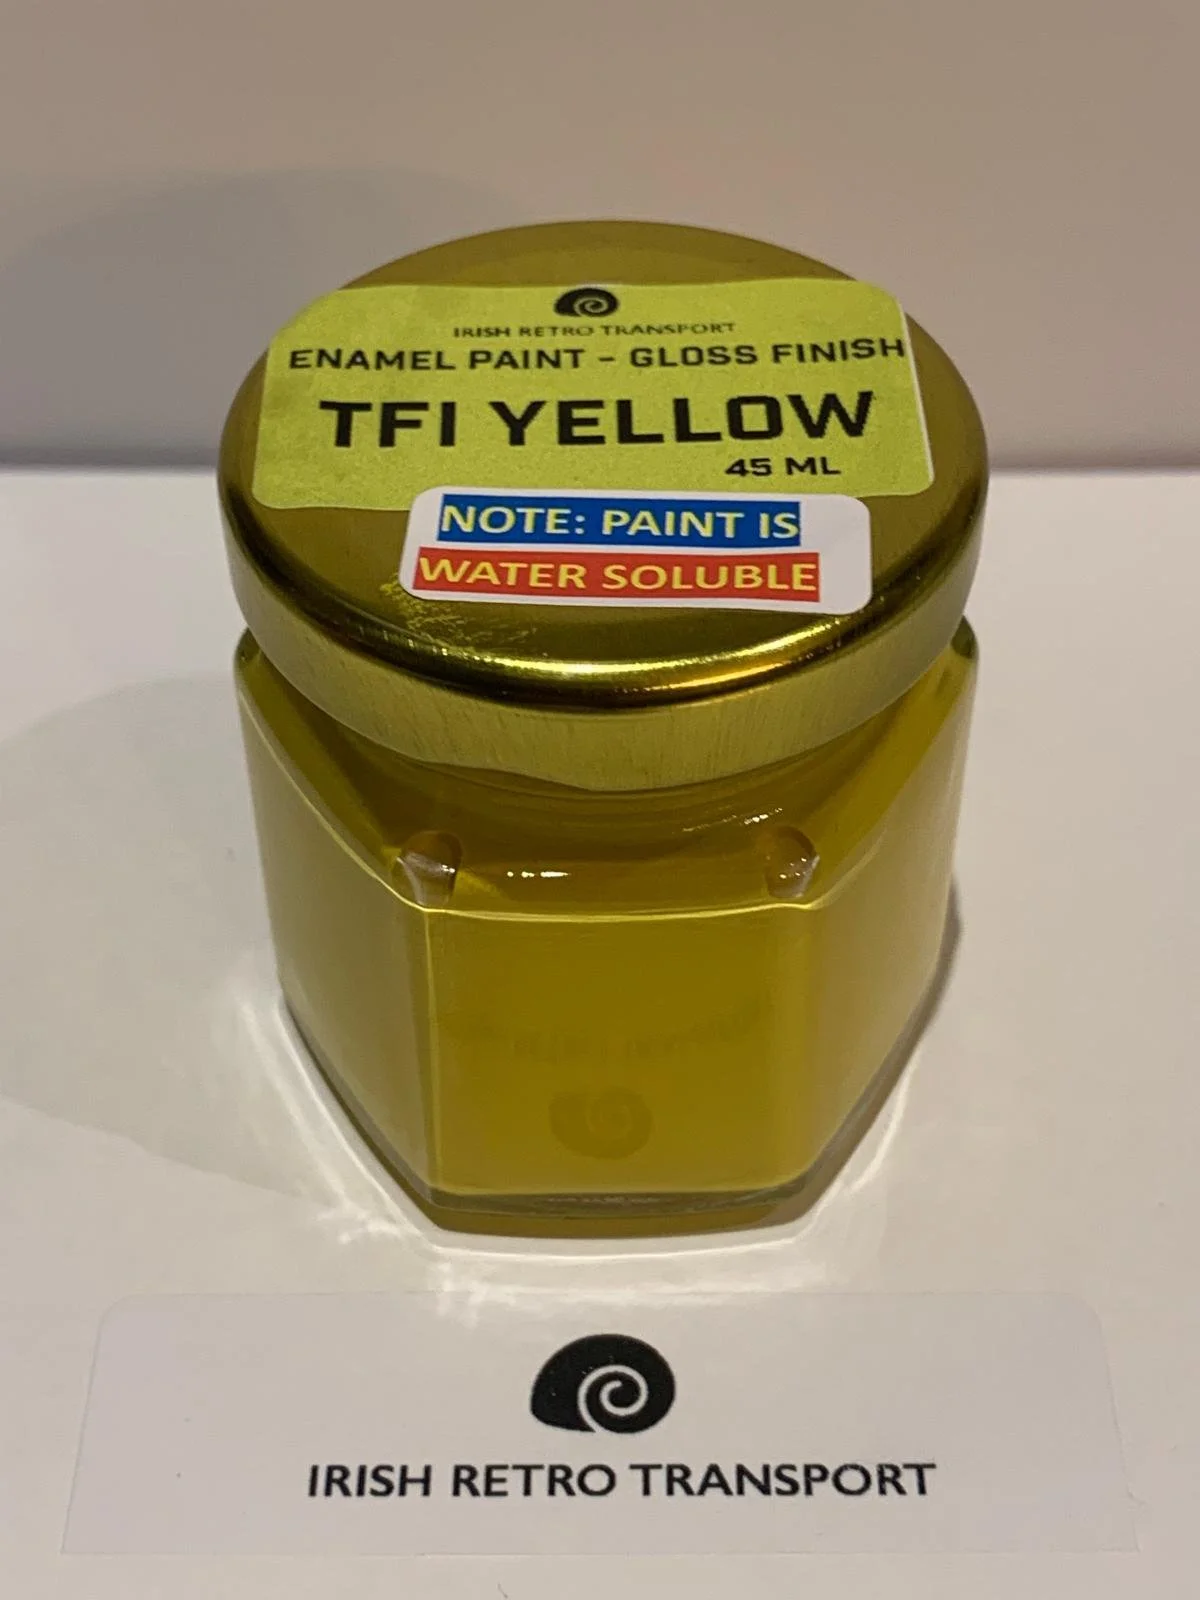 IRISH RETRO TRANSPORT
ENAMEL PAINT - GLOSS FINISH
TFI YELLOW
45 ML
NOTE: PAINT IS
WATER SOLUBLE
IRISH RETRO TRANSPORT